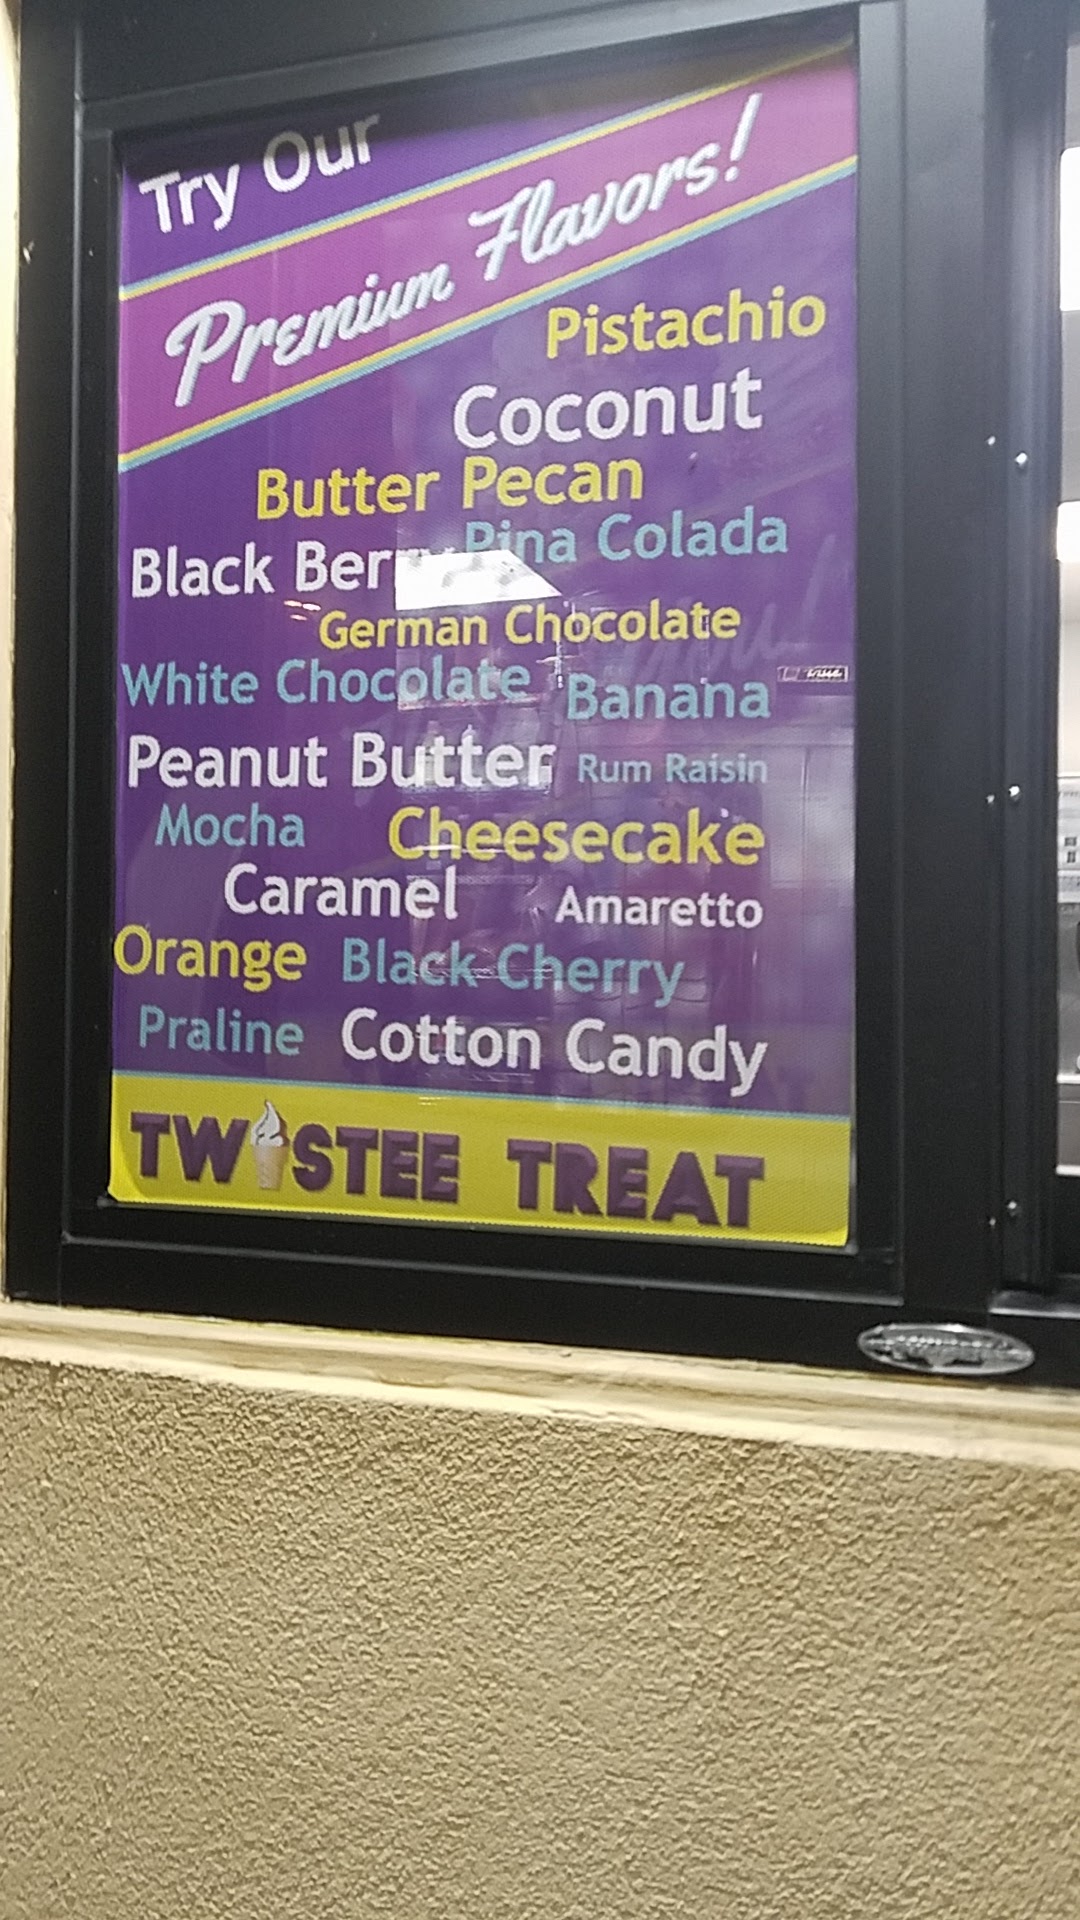 Try Our
Premium Flavors!
Pistachio
Coconut
Butter Pecan
Pina Colada
Black Berry
German Chocolate
White Chocolate
Banana
Peanut Butter
Rum Raisin
Mocha
Cheesecake
Caramel
Amaretto
Orange
Black Cherry
Praline
Cotton Candy
TWISTEE TREAT